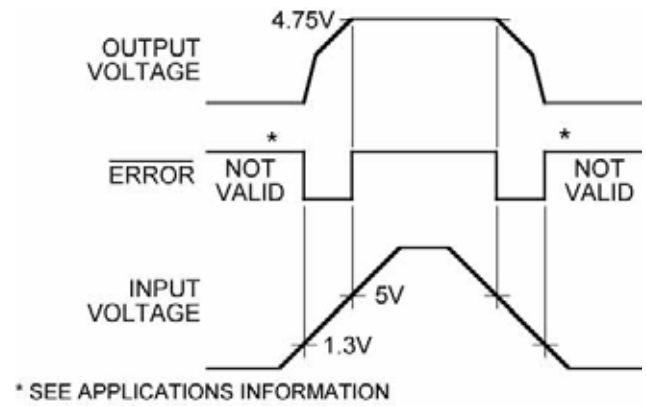 4.75V
OUTPUT
VOLTAGE
*
*
ERROR
NOT
VALID
NOT
VALID
INPUT
VOLTAGE
5V
1.3V
* SEE APPLICATIONS INFORMATION